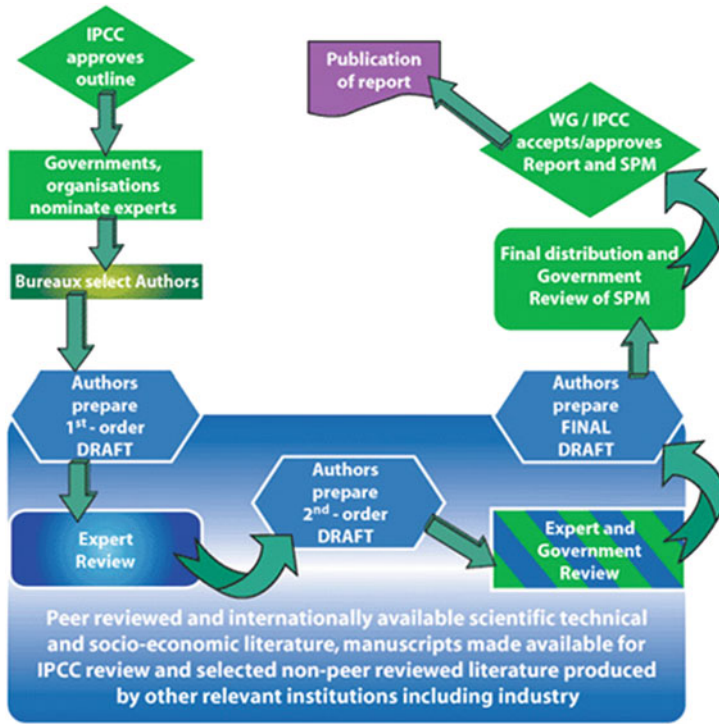 IPCC
approves
outline
Governments,
organisations
nominate experts
Bureaux select Authors
Authors
prepare
1st - order
DRAFT
Expert
Review
Authors
prepare
2nd - order
DRAFT
Expert and
Government
Review
Authors
prepare
FINAL
DRAFT
Final distribution and
Government
Review of SPM
WG / IPCC
accepts/approves
Report and SPM
Publication
of report
Peer reviewed and internationally available scientific technical
and socio-economic literature, manuscripts made available for
IPCC review and selected non-peer reviewed literature produced
by other relevant institutions including industry